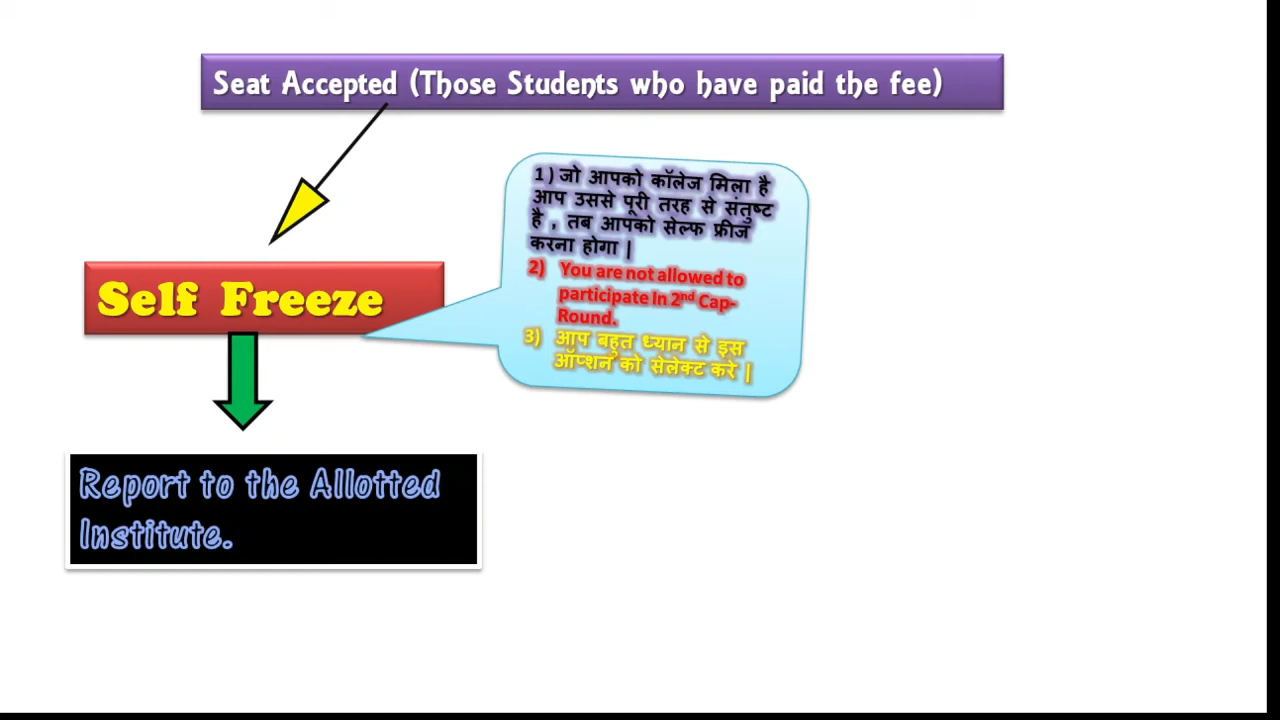 Seat Accepted (Those Students who have paid the fee)
1) जो आपको कॉलेज मिला है
आप उससे पूरी तरह से संतुष्ट
है , तब आपको सेल्फ फ्रीज
करना होगा |
2) You are not allowed to
participate In 2nd Cap-
Round.
3) आप बहुत ध्यान से इस
ऑप्शन को सेलेक्ट करे |
Self Freeze
Report to the Allotted
Institute.